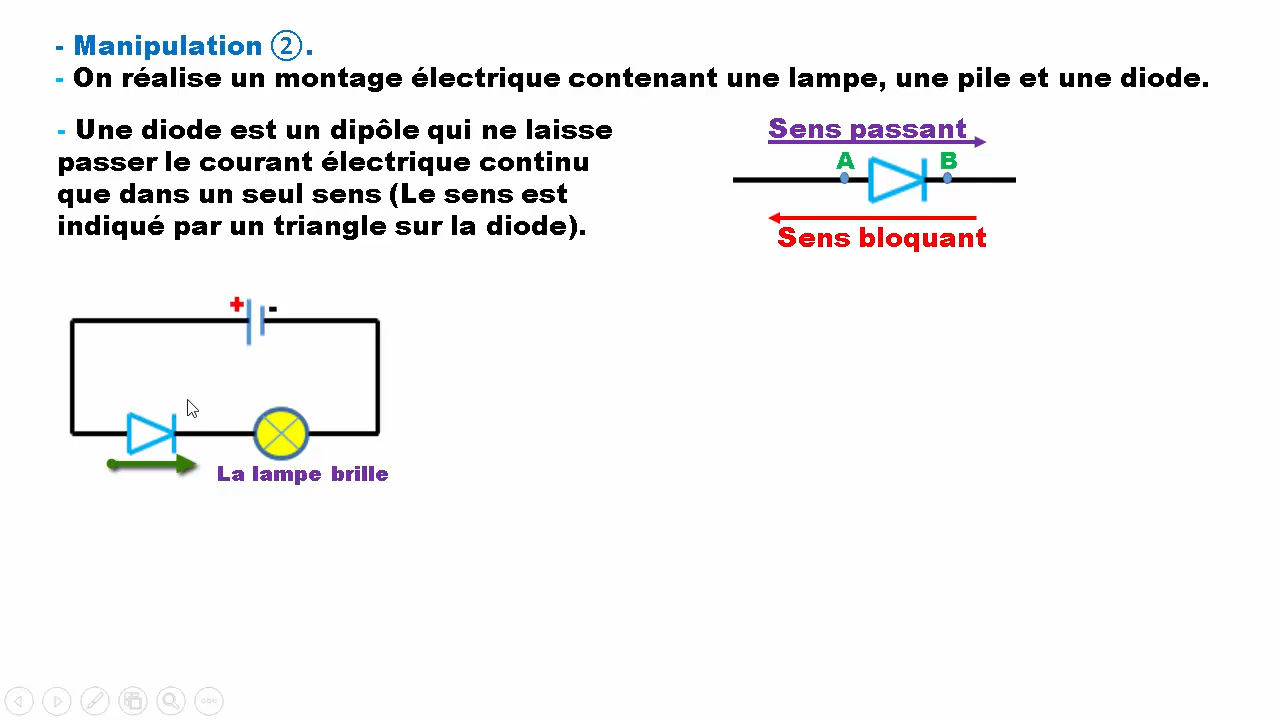 - Manipulation ②.
- On réalise un montage électrique contenant une lampe, une pile et une diode.
- Une diode est un dipôle qui ne laisse
passer le courant électrique continu
que dans un seul sens (Le sens est
indiqué par un triangle sur la diode).
Sens passant
A B
Sens bloquant
+ -
La lampe brille